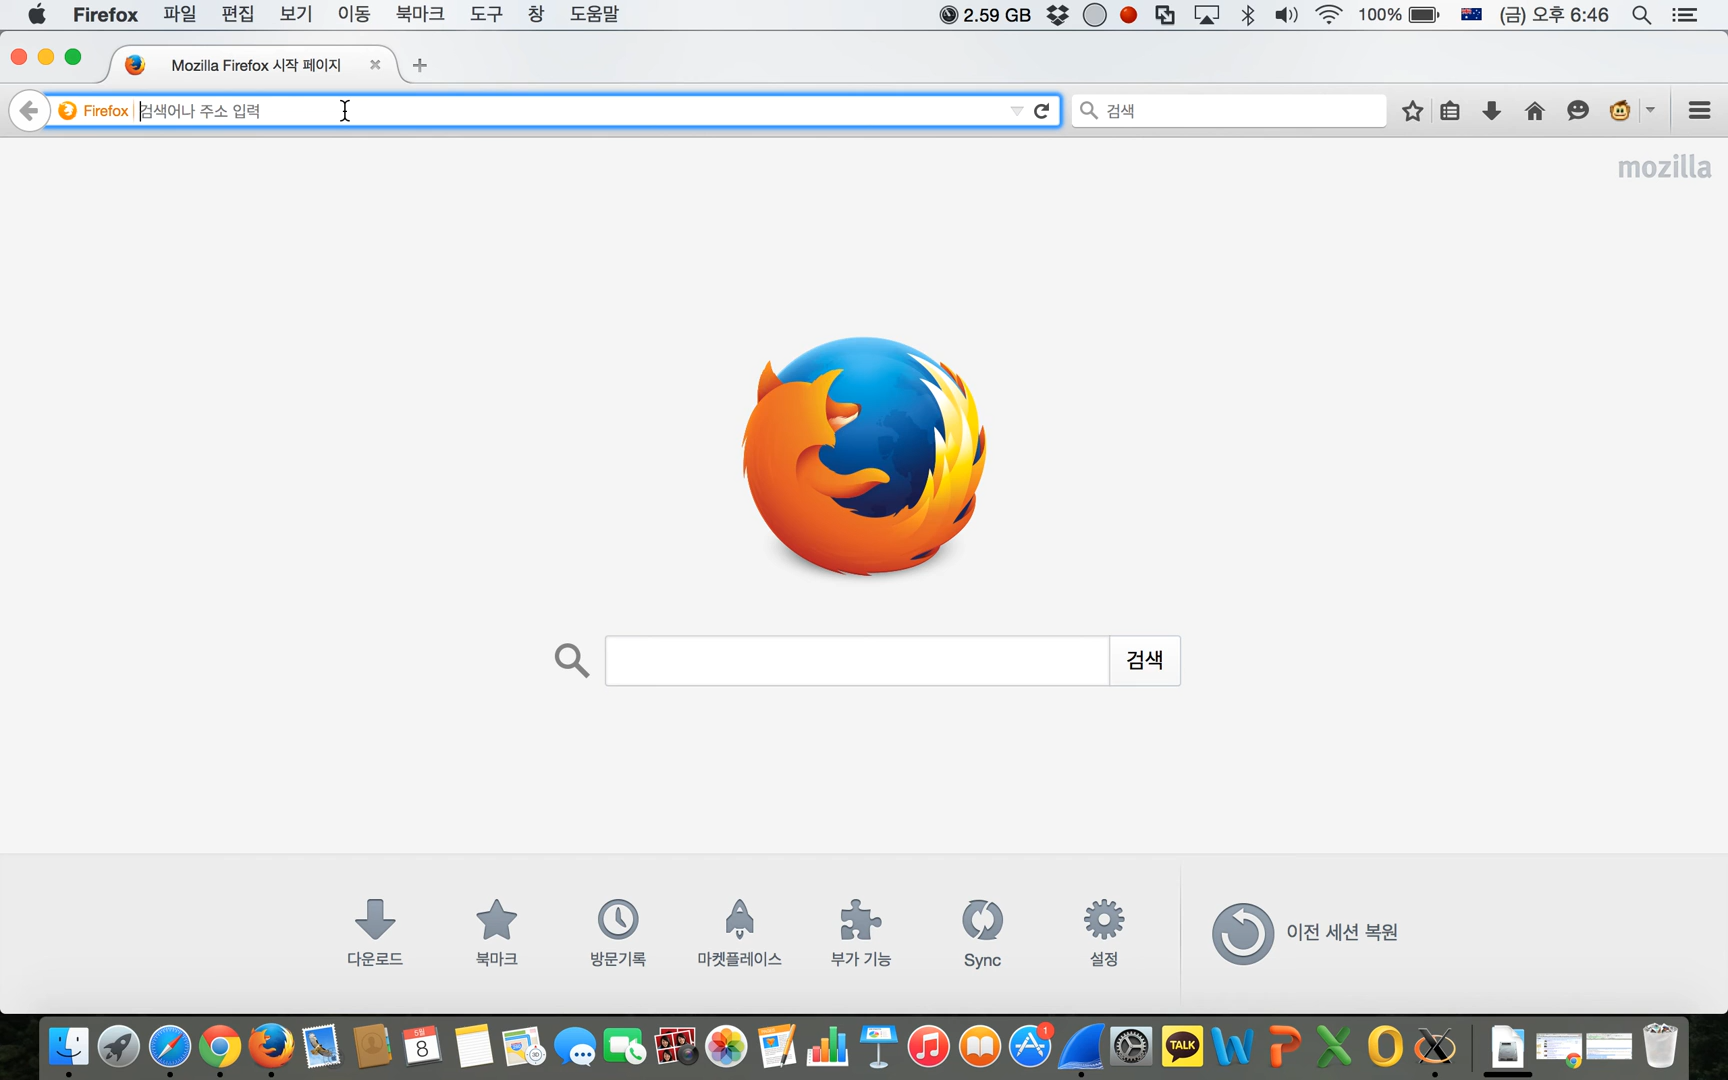 Firefox 파일 편집 보기 이동 북마크 도구 창 도움말 2.59 GB 100% (금) 오후 6:46
Mozilla Firefox 시작 페이지
Firefox 검색어나 주소 입력 검색
mozilla
검색
다운로드 북마크 방문기록 마켓플레이스 부가 기능 Sync 설정 이전 세션 복원
5월
8
1
TALK